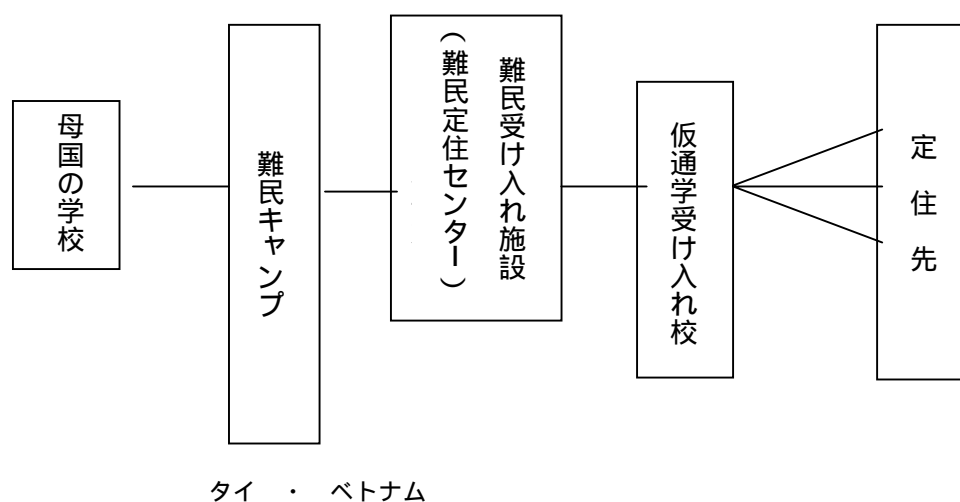 母国の学校
難民キャンプ
難民受け入れ施設
（難民定住センター）
仮通学受け入れ校
定住先
タイ ・ ベトナム